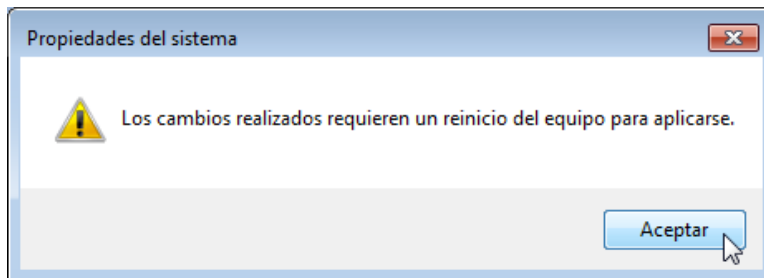 Propiedades del sistema
Los cambios realizados requieren un reinicio del equipo para aplicarse.
Aceptar